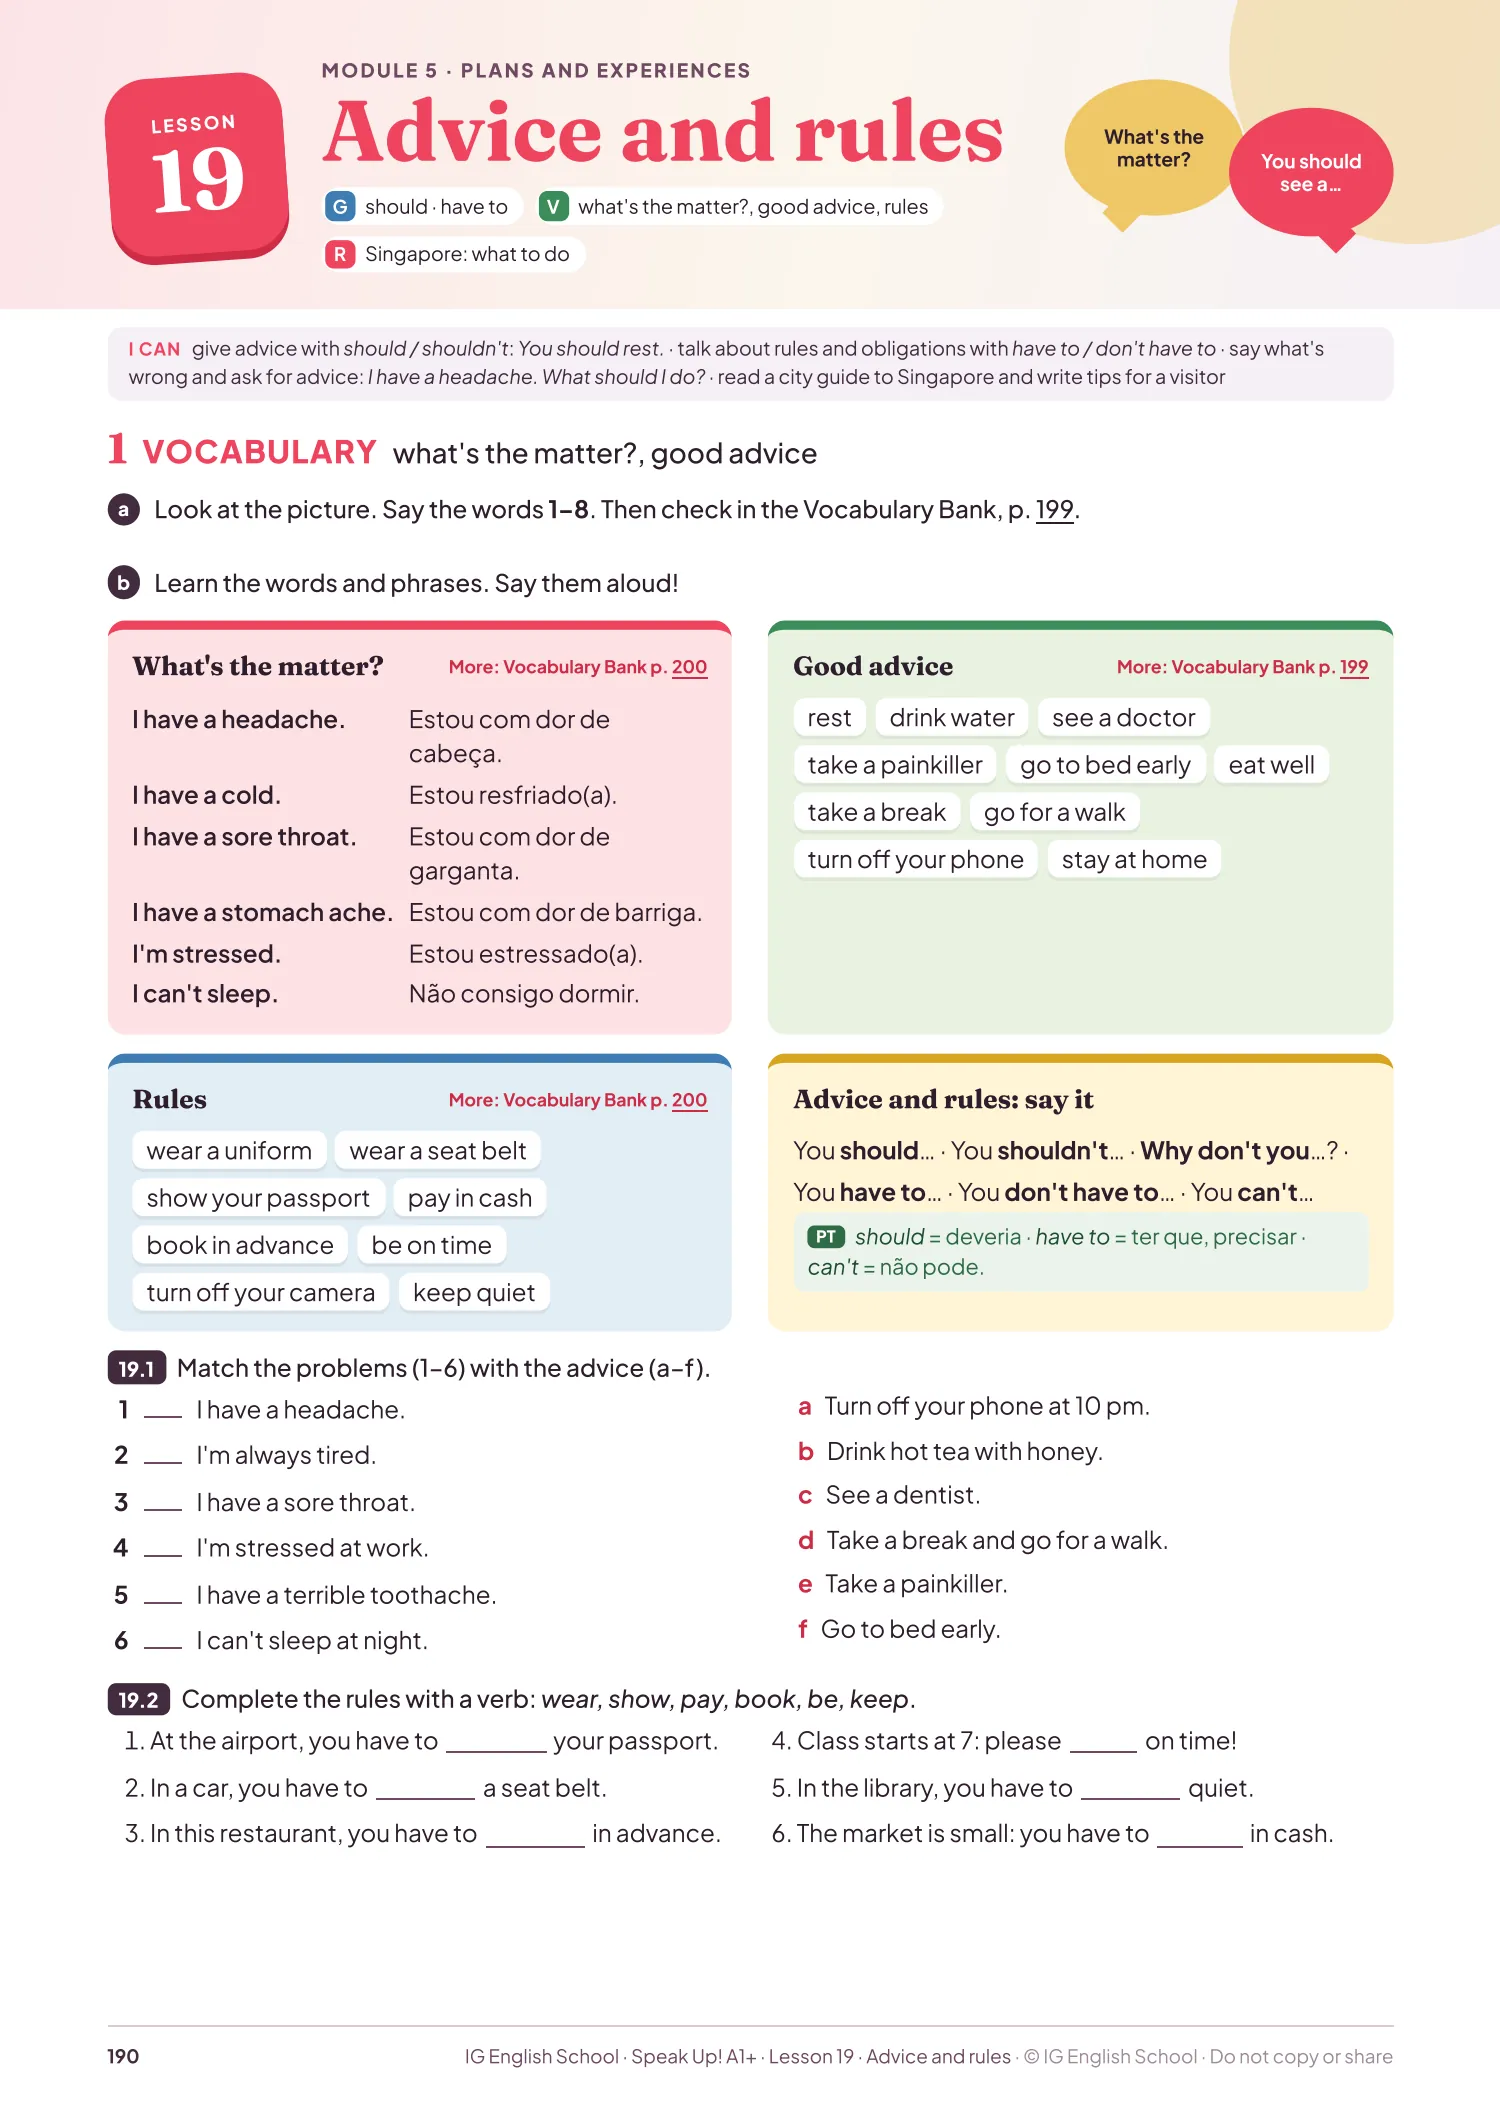 MODULE 5 · PLANS AND EXPERIENCES
LESSON
19
Advice and rules
G should · have to V what's the matter?, good advice, rules
R Singapore: what to do
What's the
matter?
You should
see a...
I CAN give advice with should / shouldn't: You should rest. · talk about rules and obligations with have to / don't have to · say what's
wrong and ask for advice: I have a headache. What should I do? · read a city guide to Singapore and write tips for a visitor
1 VOCABULARY what's the matter?, good advice
a Look at the picture. Say the words 1–8. Then check in the Vocabulary Bank, p. 199.
b Learn the words and phrases. Say them aloud!
What's the matter? More: Vocabulary Bank p. 200
I have a headache. Estou com dor de
cabeça.
I have a cold. Estou resfriado(a).
I have a sore throat. Estou com dor de
garganta.
I have a stomach ache. Estou com dor de barriga.
I'm stressed. Estou estressado(a).
I can't sleep. Não consigo dormir.
Good advice More: Vocabulary Bank p. 199
rest drink water see a doctor
take a painkiller go to bed early eat well
take a break go for a walk
turn off your phone stay at home
Rules More: Vocabulary Bank p. 200
wear a uniform wear a seat belt
show your passport pay in cash
book in advance be on time
turn off your camera keep quiet
Advice and rules: say it
You should... · You shouldn't... · Why don't you...? ·
You have to... · You don't have to... · You can't...
PT should = deveria · have to = ter que, precisar ·
can't = não pode.
19.1 Match the problems (1–6) with the advice (a–f).
1 ___ I have a headache.
2 ___ I'm always tired.
3 ___ I have a sore throat.
4 ___ I'm stressed at work.
5 ___ I have a terrible toothache.
6 ___ I can't sleep at night.
a Turn off your phone at 10 pm.
b Drink hot tea with honey.
c See a dentist.
d Take a break and go for a walk.
e Take a painkiller.
f Go to bed early.
19.2 Complete the rules with a verb: wear, show, pay, book, be, keep.
1. At the airport, you have to ________ your passport.
2. In a car, you have to ________ a seat belt.
3. In this restaurant, you have to ________ in advance.
4. Class starts at 7: please _____ on time!
5. In the library, you have to ________ quiet.
6. The market is small: you have to _______ in cash.
190 IG English School · Speak Up! A1+ · Lesson 19 · Advice and rules · © IG English School · Do not copy or share